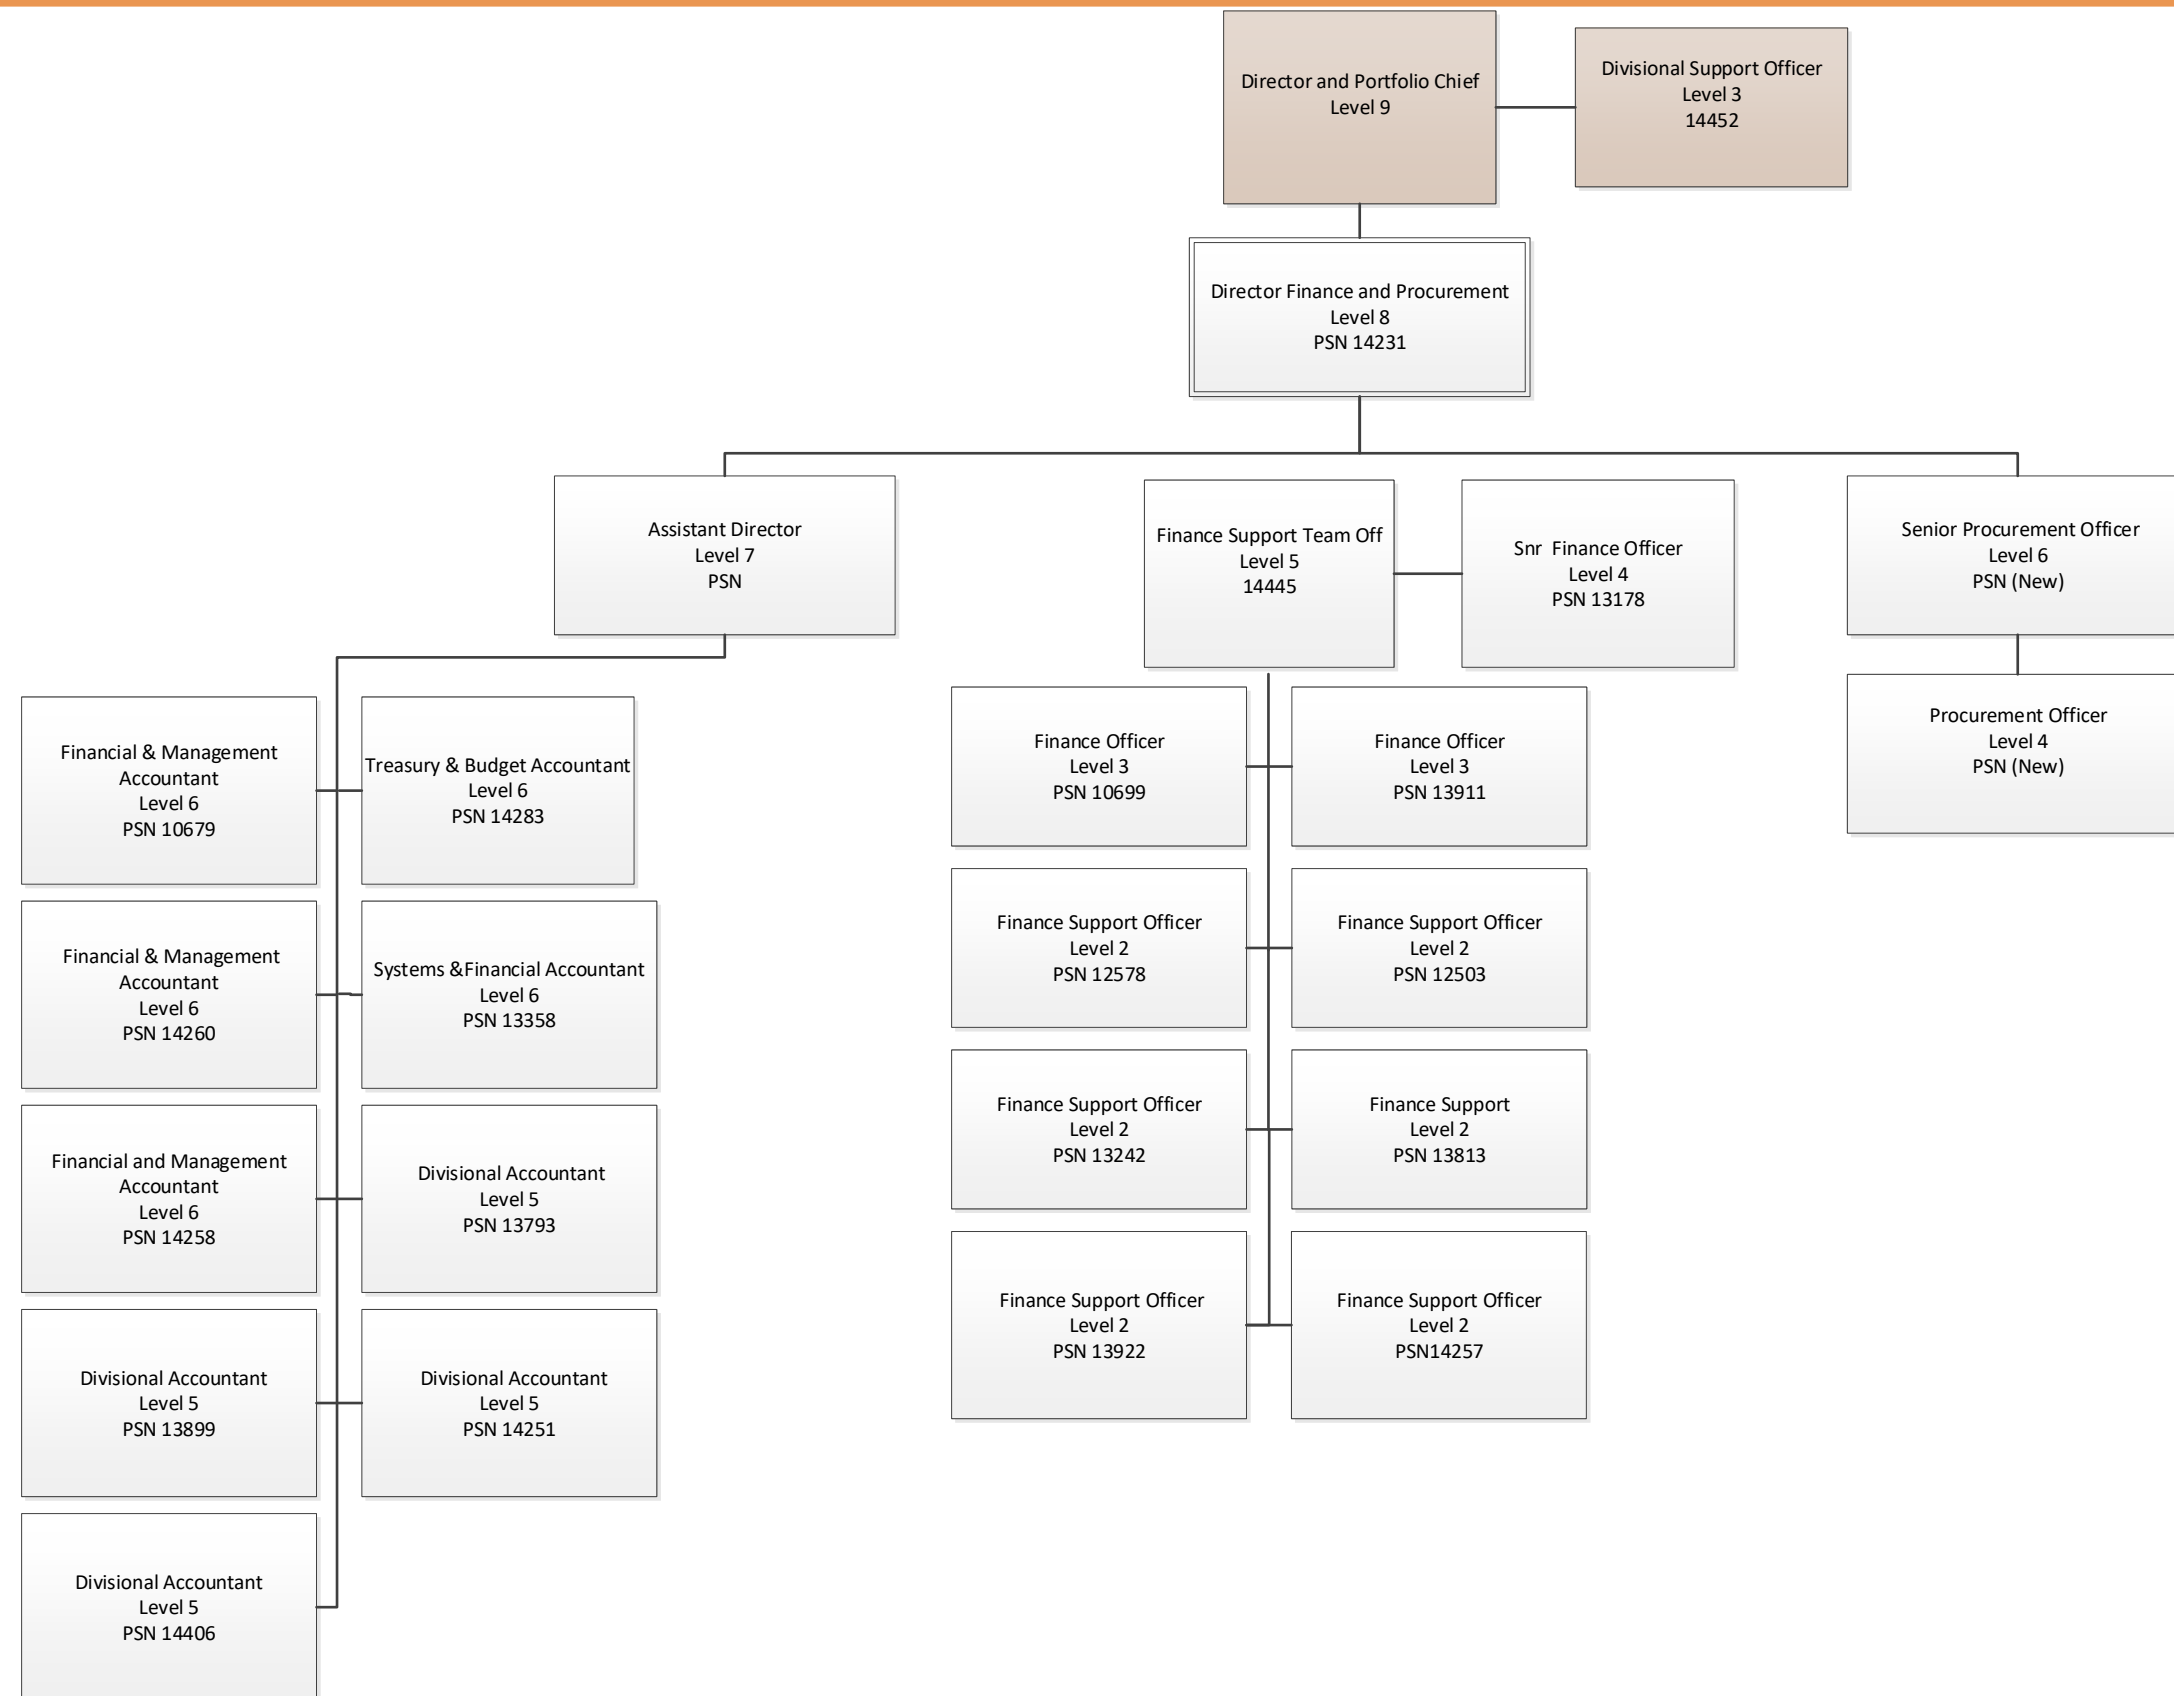 Director and Portfolio Chief
Level 9
Divisional Support Officer
Level 3
14452
Director Finance and Procurement
Level 8
PSN 14231
Assistant Director
Level 7
PSN
Finance Support Team Off
Level 5
14445
Snr  Finance Officer
Level 4
PSN 13178
Senior Procurement Officer
Level 6
PSN (New)
Financial & Management
Accountant
Level 6
PSN 10679
Treasury & Budget Accountant
Level 6
PSN 14283
Finance Officer
Level 3
PSN 10699
Finance Officer
Level 3
PSN 13911
Procurement Officer
Level 4
PSN (New)
Financial & Management
Accountant
Level 6
PSN 14260
Systems &Financial Accountant
Level 6
PSN 13358
Finance Support Officer
Level 2
PSN 12578
Finance Support Officer
Level 2
PSN 12503
Financial and Management
Accountant
Level 6
PSN 14258
Divisional Accountant
Level 5
PSN 13793
Finance Support Officer
Level 2
PSN 13242
Finance Support
Level 2
PSN 13813
Divisional Accountant
Level 5
PSN 13899
Divisional Accountant
Level 5
PSN 14251
Finance Support Officer
Level 2
PSN 13922
Finance Support Officer
Level 2
PSN14257
Divisional Accountant
Level 5
PSN 14406